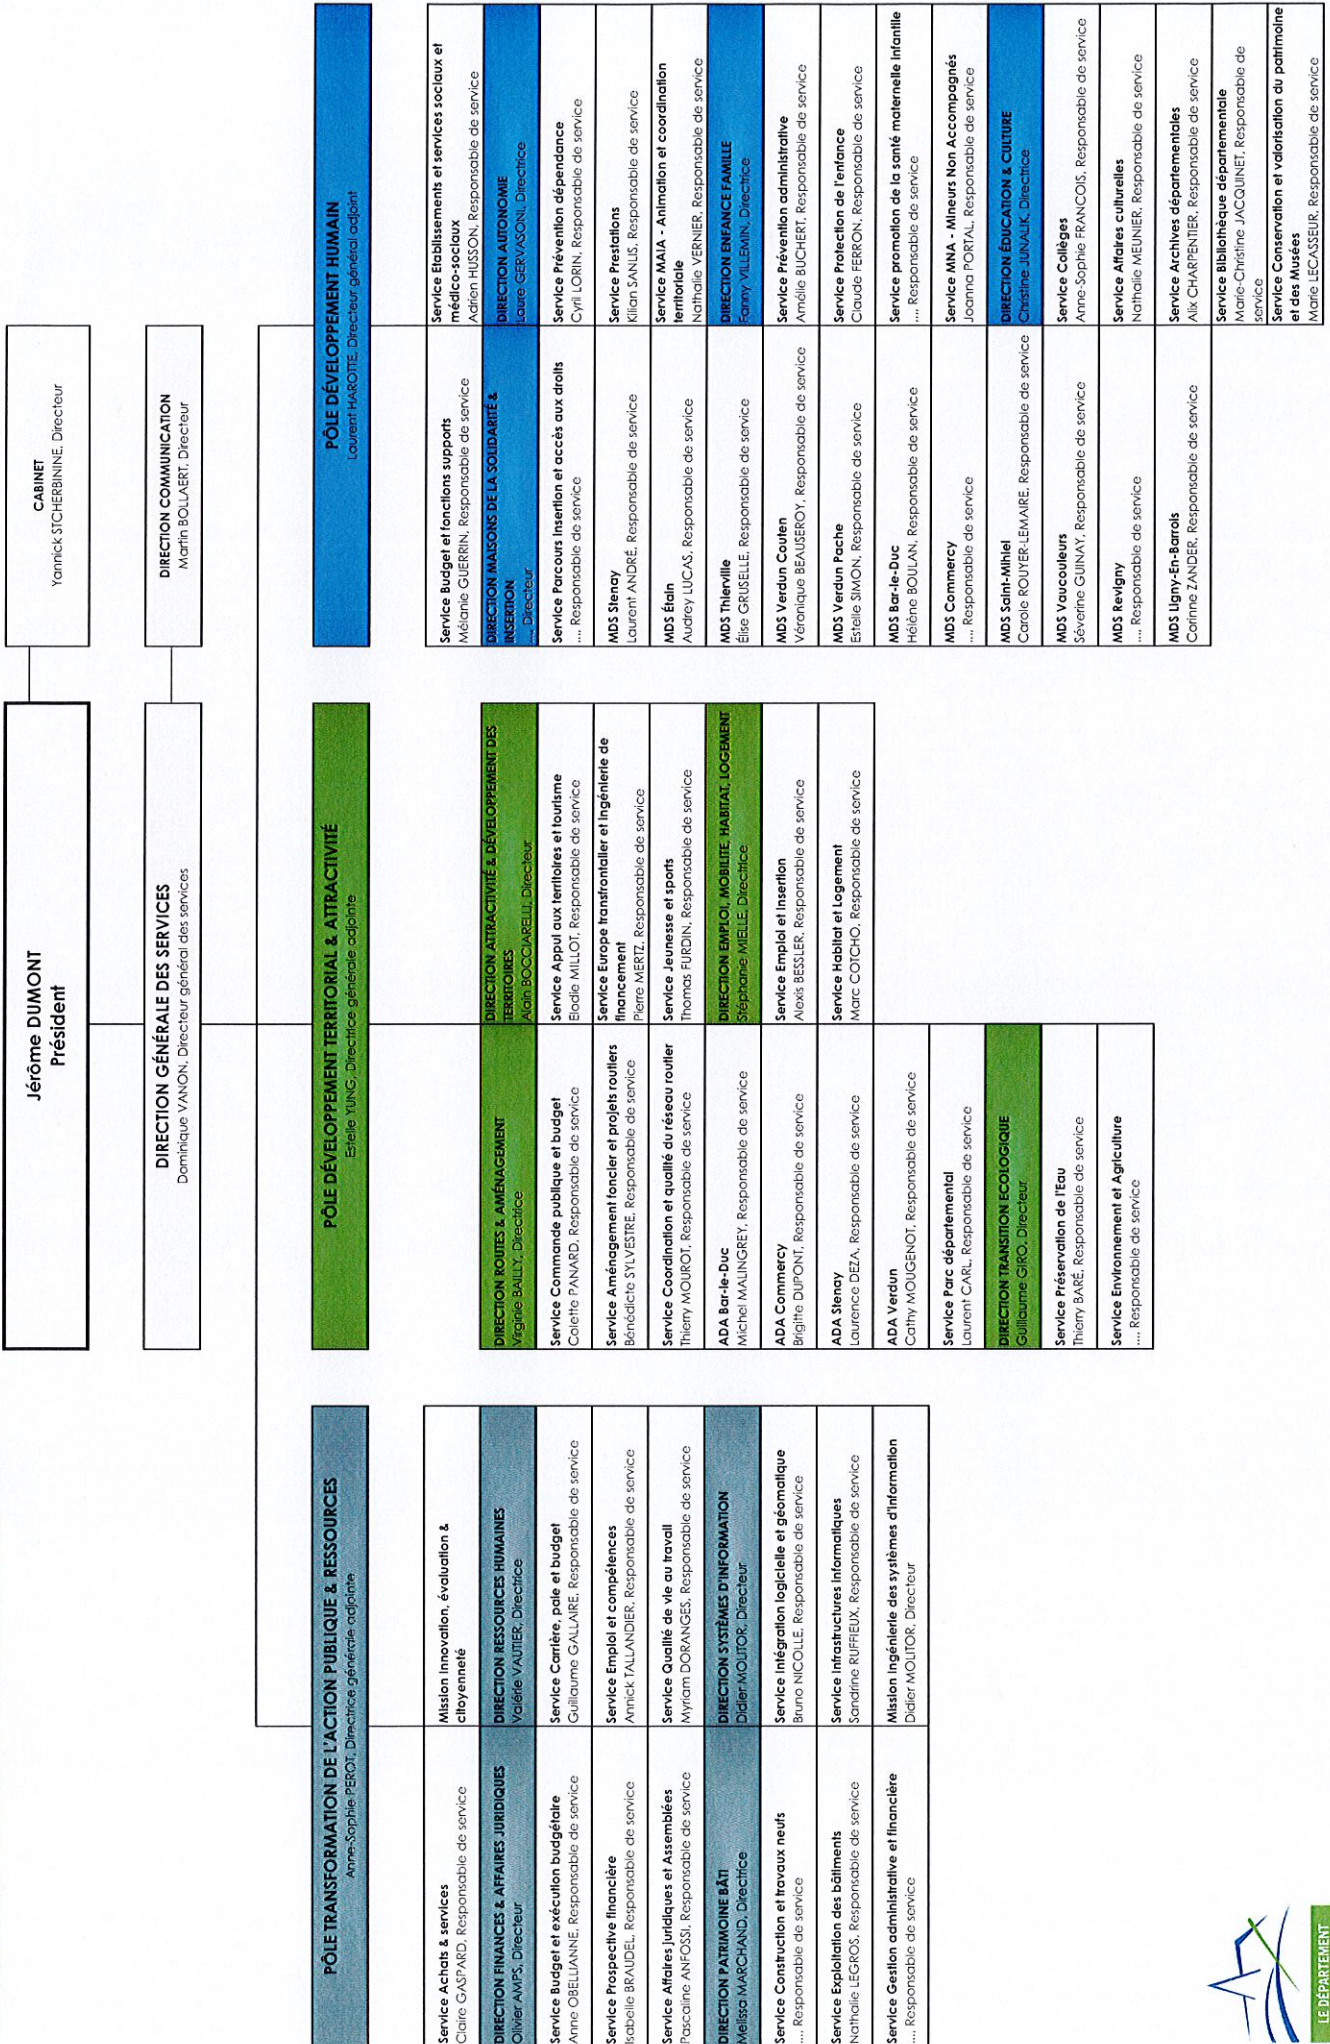 Jérôme DUMONT
Président
CABINET
Yannick STCHERBININE, Directeur
DIRECTION GÉNÉRALE DES SERVICES
Dominique VANON, Directeur général des services
DIRECTION COMMUNICATION
Martin BOLLAERT, Directeur
PÔLE TRANSFORMATION DE L'ACTION PUBLIQUE & RESSOURCES
Anne-Sophie PEROT, Directrice générale adjointe
Service Achats & services
Claire GASPARD, Responsable de service
DIRECTION FINANCES & AFFAIRES JURIDIQUES
Olivier AMPS, Directeur
Service Budget et exécution budgétaire
Anne OBELLIANNE, Responsable de service
Service Prospective financière
Isabelle BRAUDEL, Responsable de service
Service Affaires juridiques et Assemblées
Pascaline ANFOSSI, Responsable de service
DIRECTION PATRIMOINE BÂTI
Melissa MARCHAND, Directrice
Service Construction et travaux neufs
.... Responsable de service
Service Exploitation des bâtiments
Nathalie LEGROS, Responsable de service
Service Gestion administrative et financière
.... Responsable de service
Mission Innovation, évaluation &
citoyenneté
DIRECTION RESSOURCES HUMAINES
Valérie VAUTIER, Directrice
Service Carrière, paie et budget
Guillaume GALLAIRE, Responsable de service
Service Emploi et compétences
Annick TALLANDIER, Responsable de service
Service Qualité de vie au travail
Myriam DORANGES, Responsable de service
DIRECTION SYSTÈMES D'INFORMATION
Didier MOLITOR, Directeur
Service Intégration logicielle et géomatique
Bruno NICOLLE, Responsable de service
Service Infrastructures informatiques
Sandrine RUFFIEUX, Responsable de service
Mission Ingénierie des systèmes d'information
Didier MOLITOR, Directeur
PÔLE DÉVELOPPEMENT TERRITORIAL & ATTRACTIVITÉ
Estelle YUNG, Directrice générale adjointe
DIRECTION ROUTES & AMÉNAGEMENT
Virginie BAILLY, Directrice
Service Commande publique et budget
Colette PANARD, Responsable de service
Service Aménagement foncier et projets routiers
Bénédicte SYLVESTRE, Responsable de service
Service Coordination et qualité du réseau routier
Thierry MOUROT, Responsable de service
ADA Bar-le-Duc
Michel MALINGREY, Responsable de service
ADA Commercy
Brigitte DUPONT, Responsable de service
ADA Stenay
Laurence DEZA, Responsable de service
ADA Verdun
Cathy MOUGENOT, Responsable de service
Service Parc départemental
Laurent CARL, Responsable de service
DIRECTION TRANSITION ECOLOGIQUE
Guillaume GIRO, Directeur
Service Préservation de l'Eau
Thierry BARÉ, Responsable de service
Service Environnement et Agriculture
.... Responsable de service
DIRECTION ATTRACTIVITÉ & DÉVELOPPEMENT DES
TERRITOIRES
Alain BOCCIARELLI, Directeur
Service Appui aux territoires et tourisme
Elodie MILLOT, Responsable de service
Service Europe transfrontalier et Ingénierie de
financement
Pierre MERTZ, Responsable de service
Service Jeunesse et sports
Thomas FURDIN, Responsable de service
DIRECTION EMPLOI, MOBILITE, HABITAT, LOGEMENT
Stéphanie MIELLE, Directrice
Service Emploi et Insertion
Alexis BESSLER, Responsable de service
Service Habitat et Logement
Marc COTCHO, Responsable de service
PÔLE DÉVELOPPEMENT HUMAIN
Laurent HAROTTE, Directeur général adjoint
Service Budget et fonctions supports
Mélanie GUERRIN, Responsable de service
DIRECTION MAISONS DE LA SOLIDARITÉ &
INSERTION
.... Directeur
Service Parcours Insertion et accès aux droits
.... Responsable de service
MDS Stenay
Laurent ANDRÉ, Responsable de service
MDS Étain
Audrey LUCAS, Responsable de service
MDS Thierville
Élise GRUSELLE, Responsable de service
MDS Verdun Couten
Véronique BEAUSEROY, Responsable de service
MDS Verdun Pache
Estelle SIMON, Responsable de service
MDS Bar-le-Duc
Hélène BOULAN, Responsable de service
MDS Commercy
.... Responsable de service
MDS Saint-Mihiel
Carole ROUYER-LEMAIRE, Responsable de service
MDS Vaucouleurs
Séverine GUINAY, Responsable de service
MDS Revigny
.... Responsable de service
MDS Ligny-En-Barrois
Corinne ZANDER, Responsable de service
Service Etablissements et services sociaux et
médico-sociaux
Adrien HUSSON, Responsable de service
DIRECTION AUTONOMIE
Laure GERVASONI, Directrice
Service Prévention dépendance
Cyril LORIN, Responsable de service
Service Prestations
Kilian SANLIS, Responsable de service
Service MAIA - Animation et coordination
territoriale
Nathalie VERNIER, Responsable de service
DIRECTION ENFANCE FAMILLE
Fanny VILLEMIN, Directrice
Service Prévention administrative
Amélie BUCHERT, Responsable de service
Service Protection de l'enfance
Claude FERRON, Responsable de service
Service promotion de la santé maternelle infantile
.... Responsable de service
Service MNA - Mineurs Non Accompagnés
Joanna PORTAL, Responsable de service
DIRECTION ÉDUCATION & CULTURE
Christine JUNALIK, Directrice
Service Collèges
Anne-Sophie FRANCOIS, Responsable de service
Service Affaires culturelles
Nathalie MEUNIER, Responsable de service
Service Archives départementales
Alix CHARPENTIER, Responsable de service
Service Bibliothèque départementale
Marie-Christine JACQUINET, Responsable de
service
Service Conservation et valorisation du patrimoine
et des Musées
Marie LECASSEUR, Responsable de service
LE DÉPARTEMENT